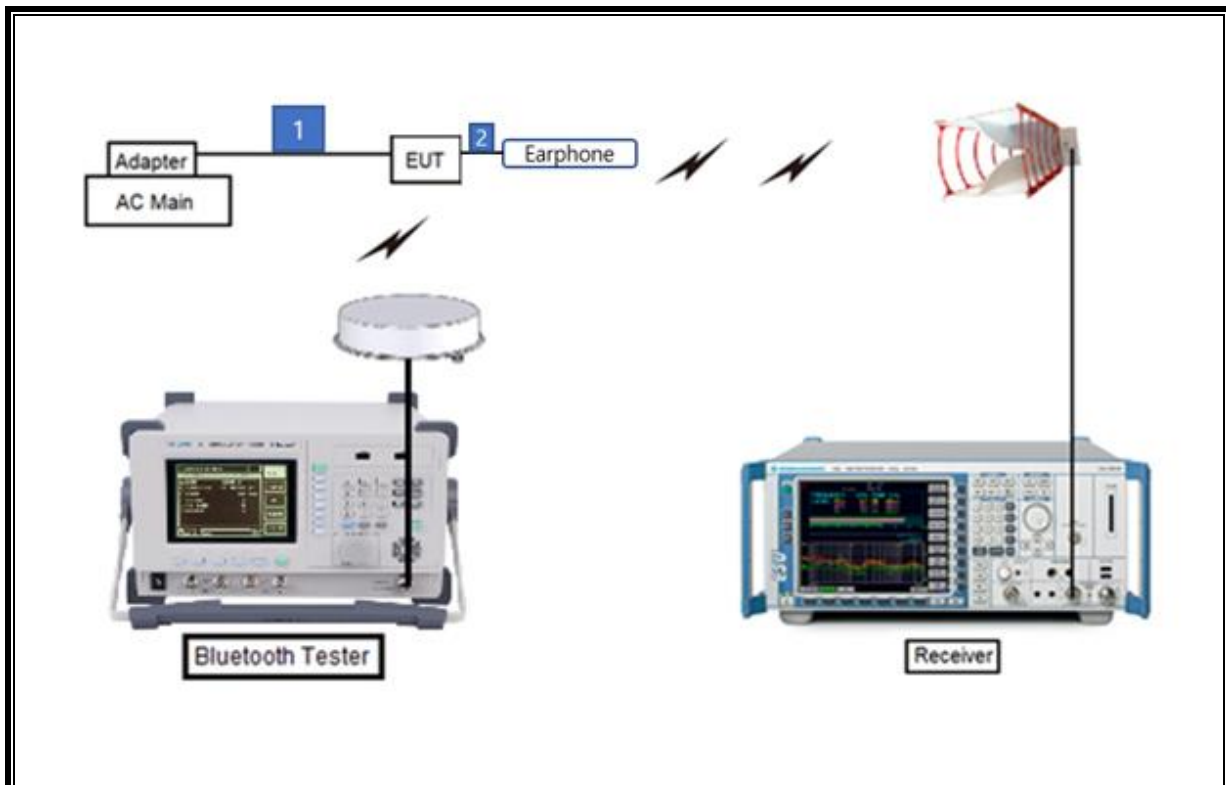 1
2
Adapter
EUT
Earphone
AC Main
Bluetooth Tester
Receiver